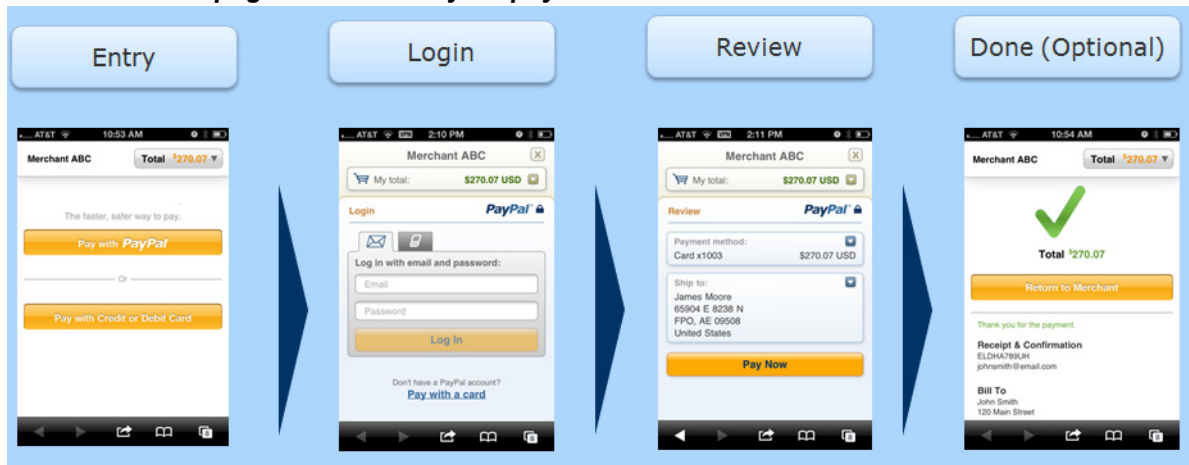 Entry
Login
Review
Done (Optional)
AT&T 10:53 AM
Merchant ABC Total $270.07
The faster, safer way to pay.
Pay with PayPal
Or
Pay with Credit or Debit Card
AT&T VPN 2:10 PM
Merchant ABC
My total: $270.07 USD
Login PayPal
Log in with email and password:
Email
Password
Log In
Don't have a PayPal account?
Pay with a card
AT&T VPN 2:11 PM
Merchant ABC
My total: $270.07 USD
Review PayPal
Payment method:
Card x1003 $270.07 USD
Ship to:
James Moore
65904 E 8238 N
FPO, AE 09508
United States
Pay Now
AT&T 10:54 AM
Merchant ABC Total $270.07
Total $270.07
Return to Merchant
Thank you for the payment.
Receipt & Confirmation
ELDHA789UH
johnsmith@email.com
Bill To
John Smith
120 Main Street